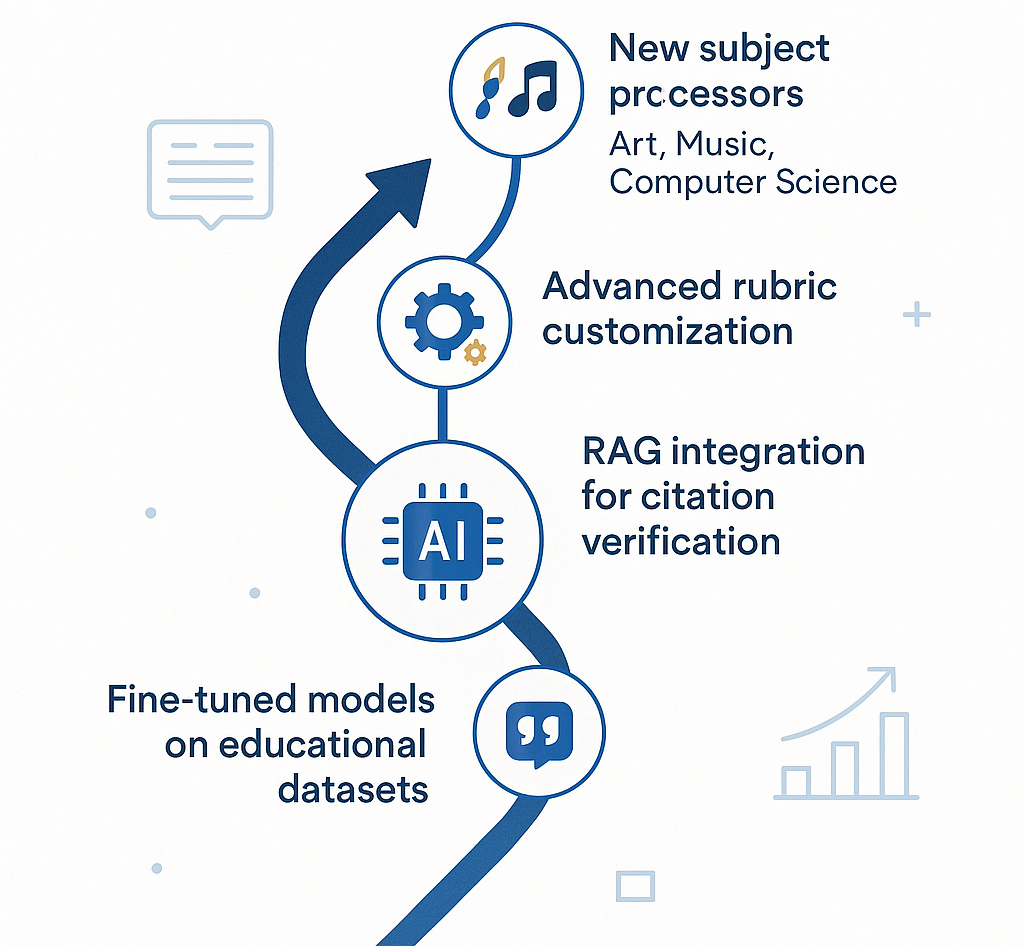 New subject
processors
Art, Music,
Computer Science
Advanced rubric
customization
RAG integration
for citation
verification
AI
Fine-tuned models
on educational
datasets